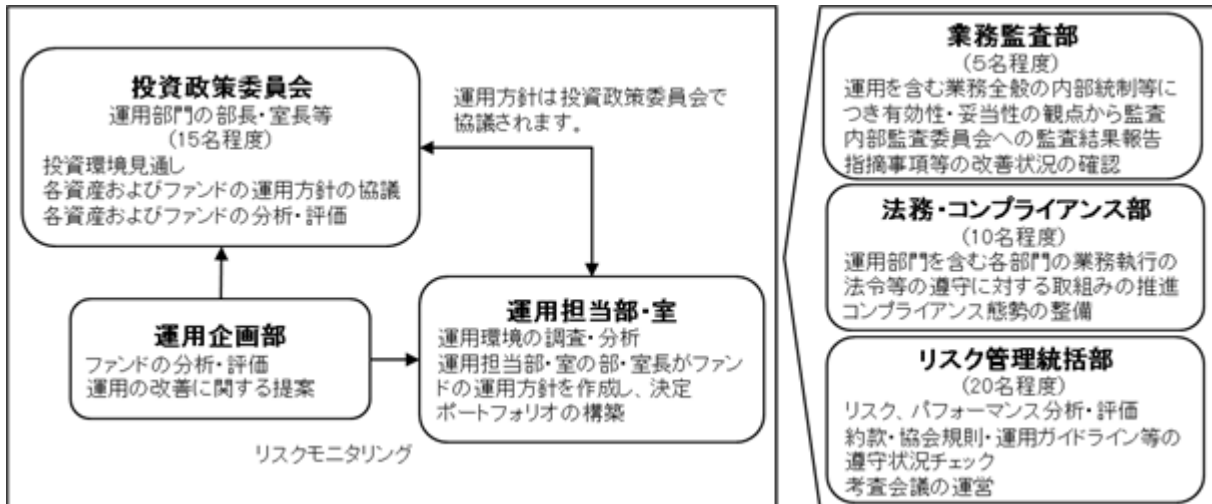 投資政策委員会
運用部門の部長・室長等
(15名程度)
投資環境見通し
各資産およびファンドの運用方針の協議
各資産およびファンドの分析・評価
運用方針は投資政策委員会で
協議されます。
運用企画部
ファンドの分析・評価
運用の改善に関する提案
運用担当部・室
運用環境の調査・分析
運用担当部・室の部・室長がファン
ドの運用方針を作成し、決定
ポートフォリオの構築
リスクモニタリング
業務監査部
(5名程度)
運用を含む業務全般の内部統制等に
つき有効性・妥当性の観点から監査
内部監査委員会への監査結果報告
指摘事項等の改善状況の確認
法務・コンプライアンス部
(10名程度)
運用部門を含む各部門の業務執行の
法令等の遵守に対する取組みの推進
コンプライアンス態勢の整備
リスク管理統括部
(20名程度)
リスク、パフォーマンス分析・評価
約款・協会規則・運用ガイドライン等の
遵守状況チェック
考査会議の運営